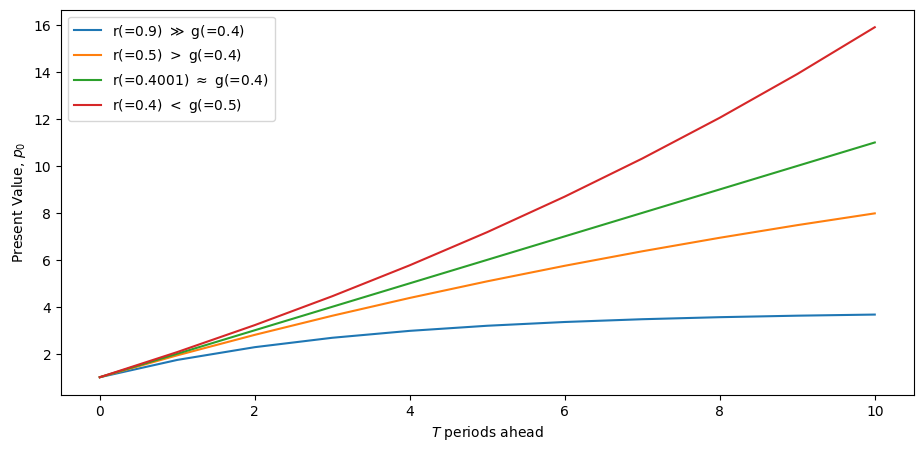 r(=0.9) ≫ g(=0.4)
r(=0.5) > g(=0.4)
r(=0.4001) ≈ g(=0.4)
r(=0.4) < g(=0.5)
16
14
12
10
8
6
4
2
Present Value, p₀
0 2 4 6 8 10
T periods ahead